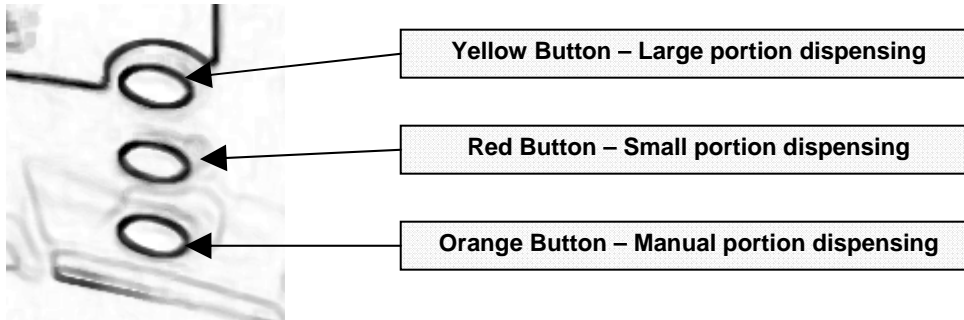 Yellow Button – Large portion dispensing
Red Button – Small portion dispensing
Orange Button – Manual portion dispensing